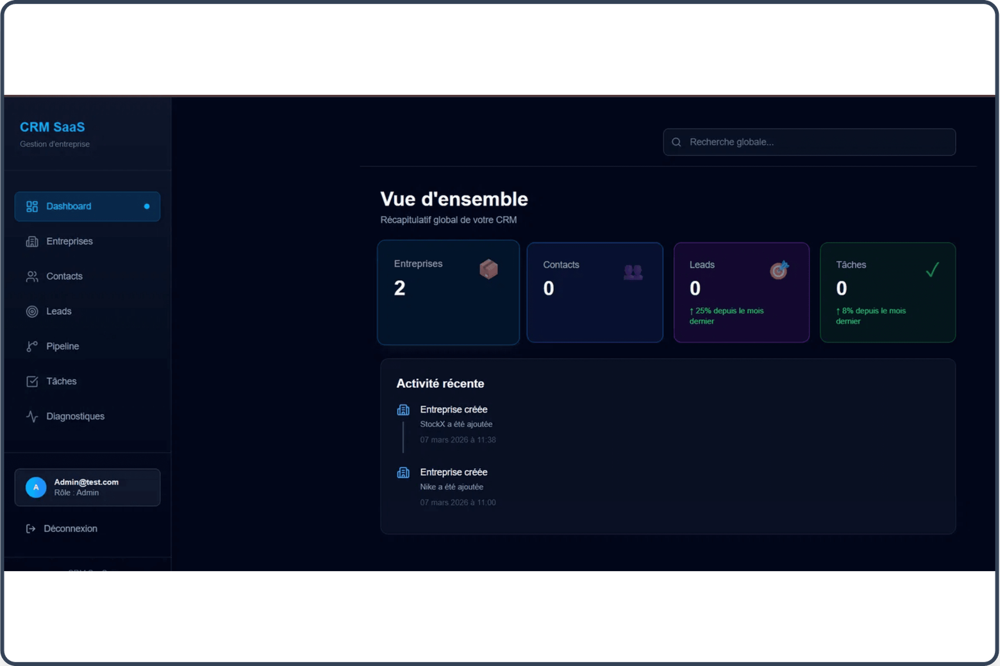 CRM SaaS
Gestion d'entreprise
Dashboard
Entreprises
Contacts
Leads
Pipeline
Tâches
Diagnostiques
A
Admin@test.com
Rôle : Admin
Déconnexion
Recherche globale...
Vue d'ensemble
Récapitulatif global de votre CRM
Entreprises
2
Contacts
0
Leads
0
↑ 25% depuis le mois
dernier
Tâches
0
↑ 8% depuis le mois
dernier
Activité récente
Entreprise créée
StockX a été ajoutée
07 mars 2026 à 11:38
Entreprise créée
Nike a été ajoutée
07 mars 2026 à 11:00